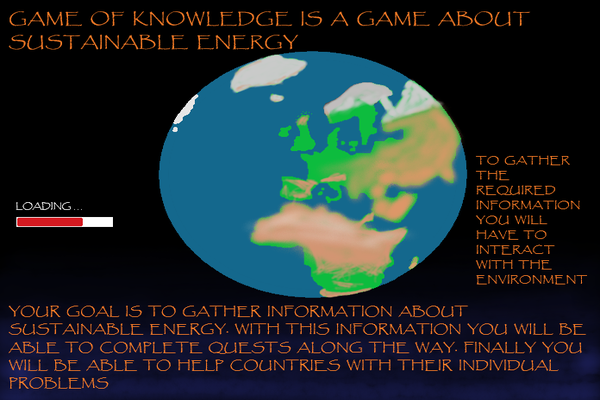 GAME OF KNOWLEDGE IS A GAME ABOUT
SUSTAINABLE ENERGY
TO GATHER
THE
REQUIRED
INFORMATION
YOU WILL
HAVE TO
INTERACT
WITH THE
ENVIRONMENT
LOADING...
YOUR GOAL IS TO GATHER INFORMATION ABOUT
SUSTAINABLE ENERGY. WITH THIS INFORMATION YOU WILL BE
ABLE TO COMPLETE QUESTS ALONG THE WAY. FINALLY YOU
WILL BE ABLE TO HELP COUNTRIES WITH THEIR INDIVIDUAL
PROBLEMS